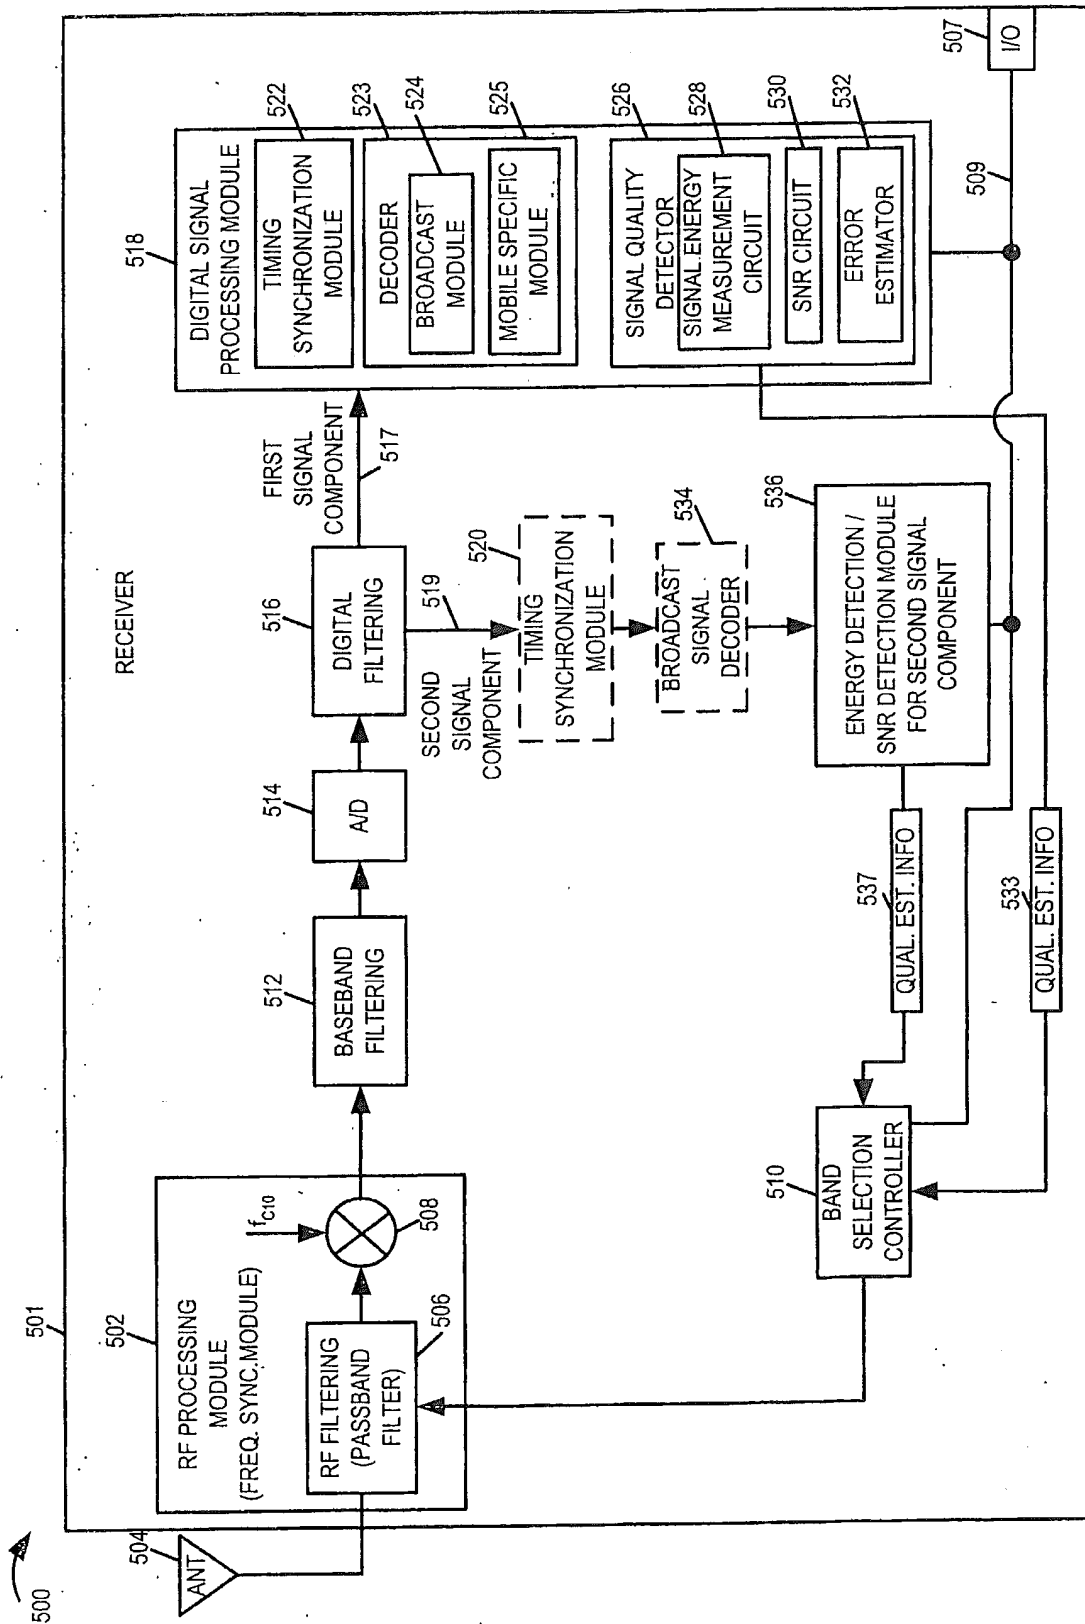 500
501
RECEIVER
504
ANT
502
RF PROCESSING
MODULE
(FREQ. SYNC.MODULE)
fC10
508
RF FILTERING
(PASSBAND
FILTER)
506
512
BASEBAND
FILTERING
514
A/D
516
DIGITAL
FILTERING
FIRST
SIGNAL
COMPONENT
517
519
SECOND
SIGNAL
COMPONENT
518
DIGITAL SIGNAL
PROCESSING MODULE
TIMING
SYNCHRONIZATION
MODULE
522
DECODER
523
BROADCAST
MODULE
524
MOBILE SPECIFIC
MODULE
525
SIGNAL QUALITY
DETECTOR
526
SIGNAL ENERGY
MEASUREMENT
CIRCUIT
528
SNR CIRCUIT
530
ERROR
ESTIMATOR
532
520
TIMING
SYNCHRONIZATION
MODULE
534
BROADCAST
SIGNAL
DECODER
536
ENERGY DETECTION /
SNR DETECTION MODULE
FOR SECOND SIGNAL
COMPONENT
537
QUAL. EST. INFO
533
QUAL. EST. INFO
510
BAND
SELECTION
CONTROLLER
509
507
I/O